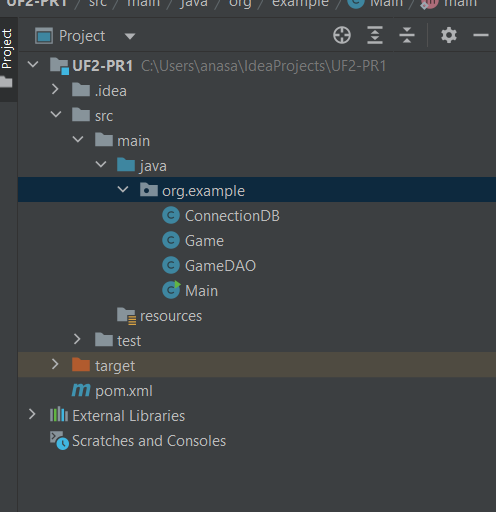 UF2-PR1 / src / main / java / org / example / Main / main
Project
Project
UF2-PR1 C:\Users\anasa\IdeaProjects\UF2-PR1
.idea
src
main
java
org.example
ConnectionDB
Game
GameDAO
Main
resources
test
target
pom.xml
External Libraries
Scratches and Consoles